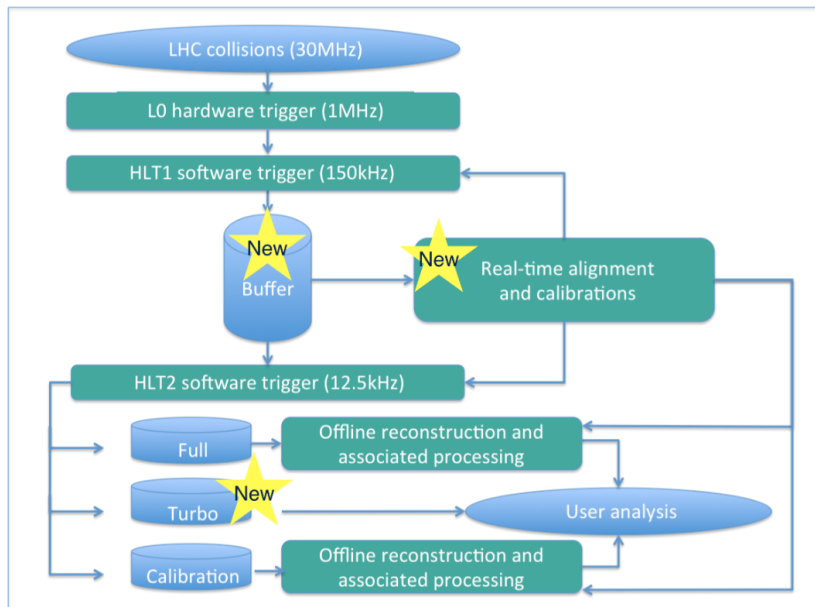 LHC collisions (30MHz)
L0 hardware trigger (1MHz)
HLT1 software trigger (150kHz)
New
Buffer
New
Real-time alignment
and calibrations
HLT2 software trigger (12.5kHz)
Full
Offline reconstruction and
associated processing
New
Turbo
User analysis
Calibration
Offline reconstruction and
associated processing